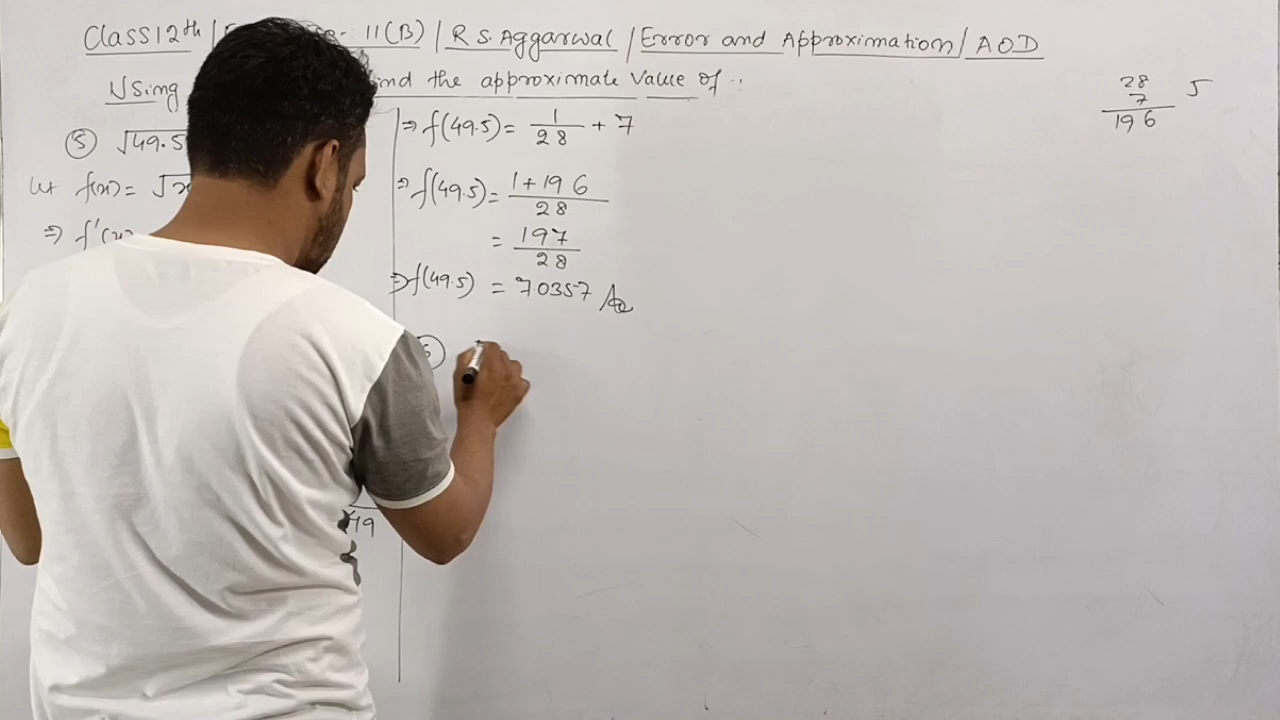 Class 12th / 11(B) / R.S. Aggarwal / Error and Approximation / AOD
Using find the approximate value of :
⑤ √49.5
let f(x) = √x
⇒ f'(x)
49
⇒ f(49.5) = 1/28 + 7
⇒ f(49.5) = (1+196)/28
= 197/28
⇒ f(49.5) = 7.0357 Ans
⑥
28
7
196
5